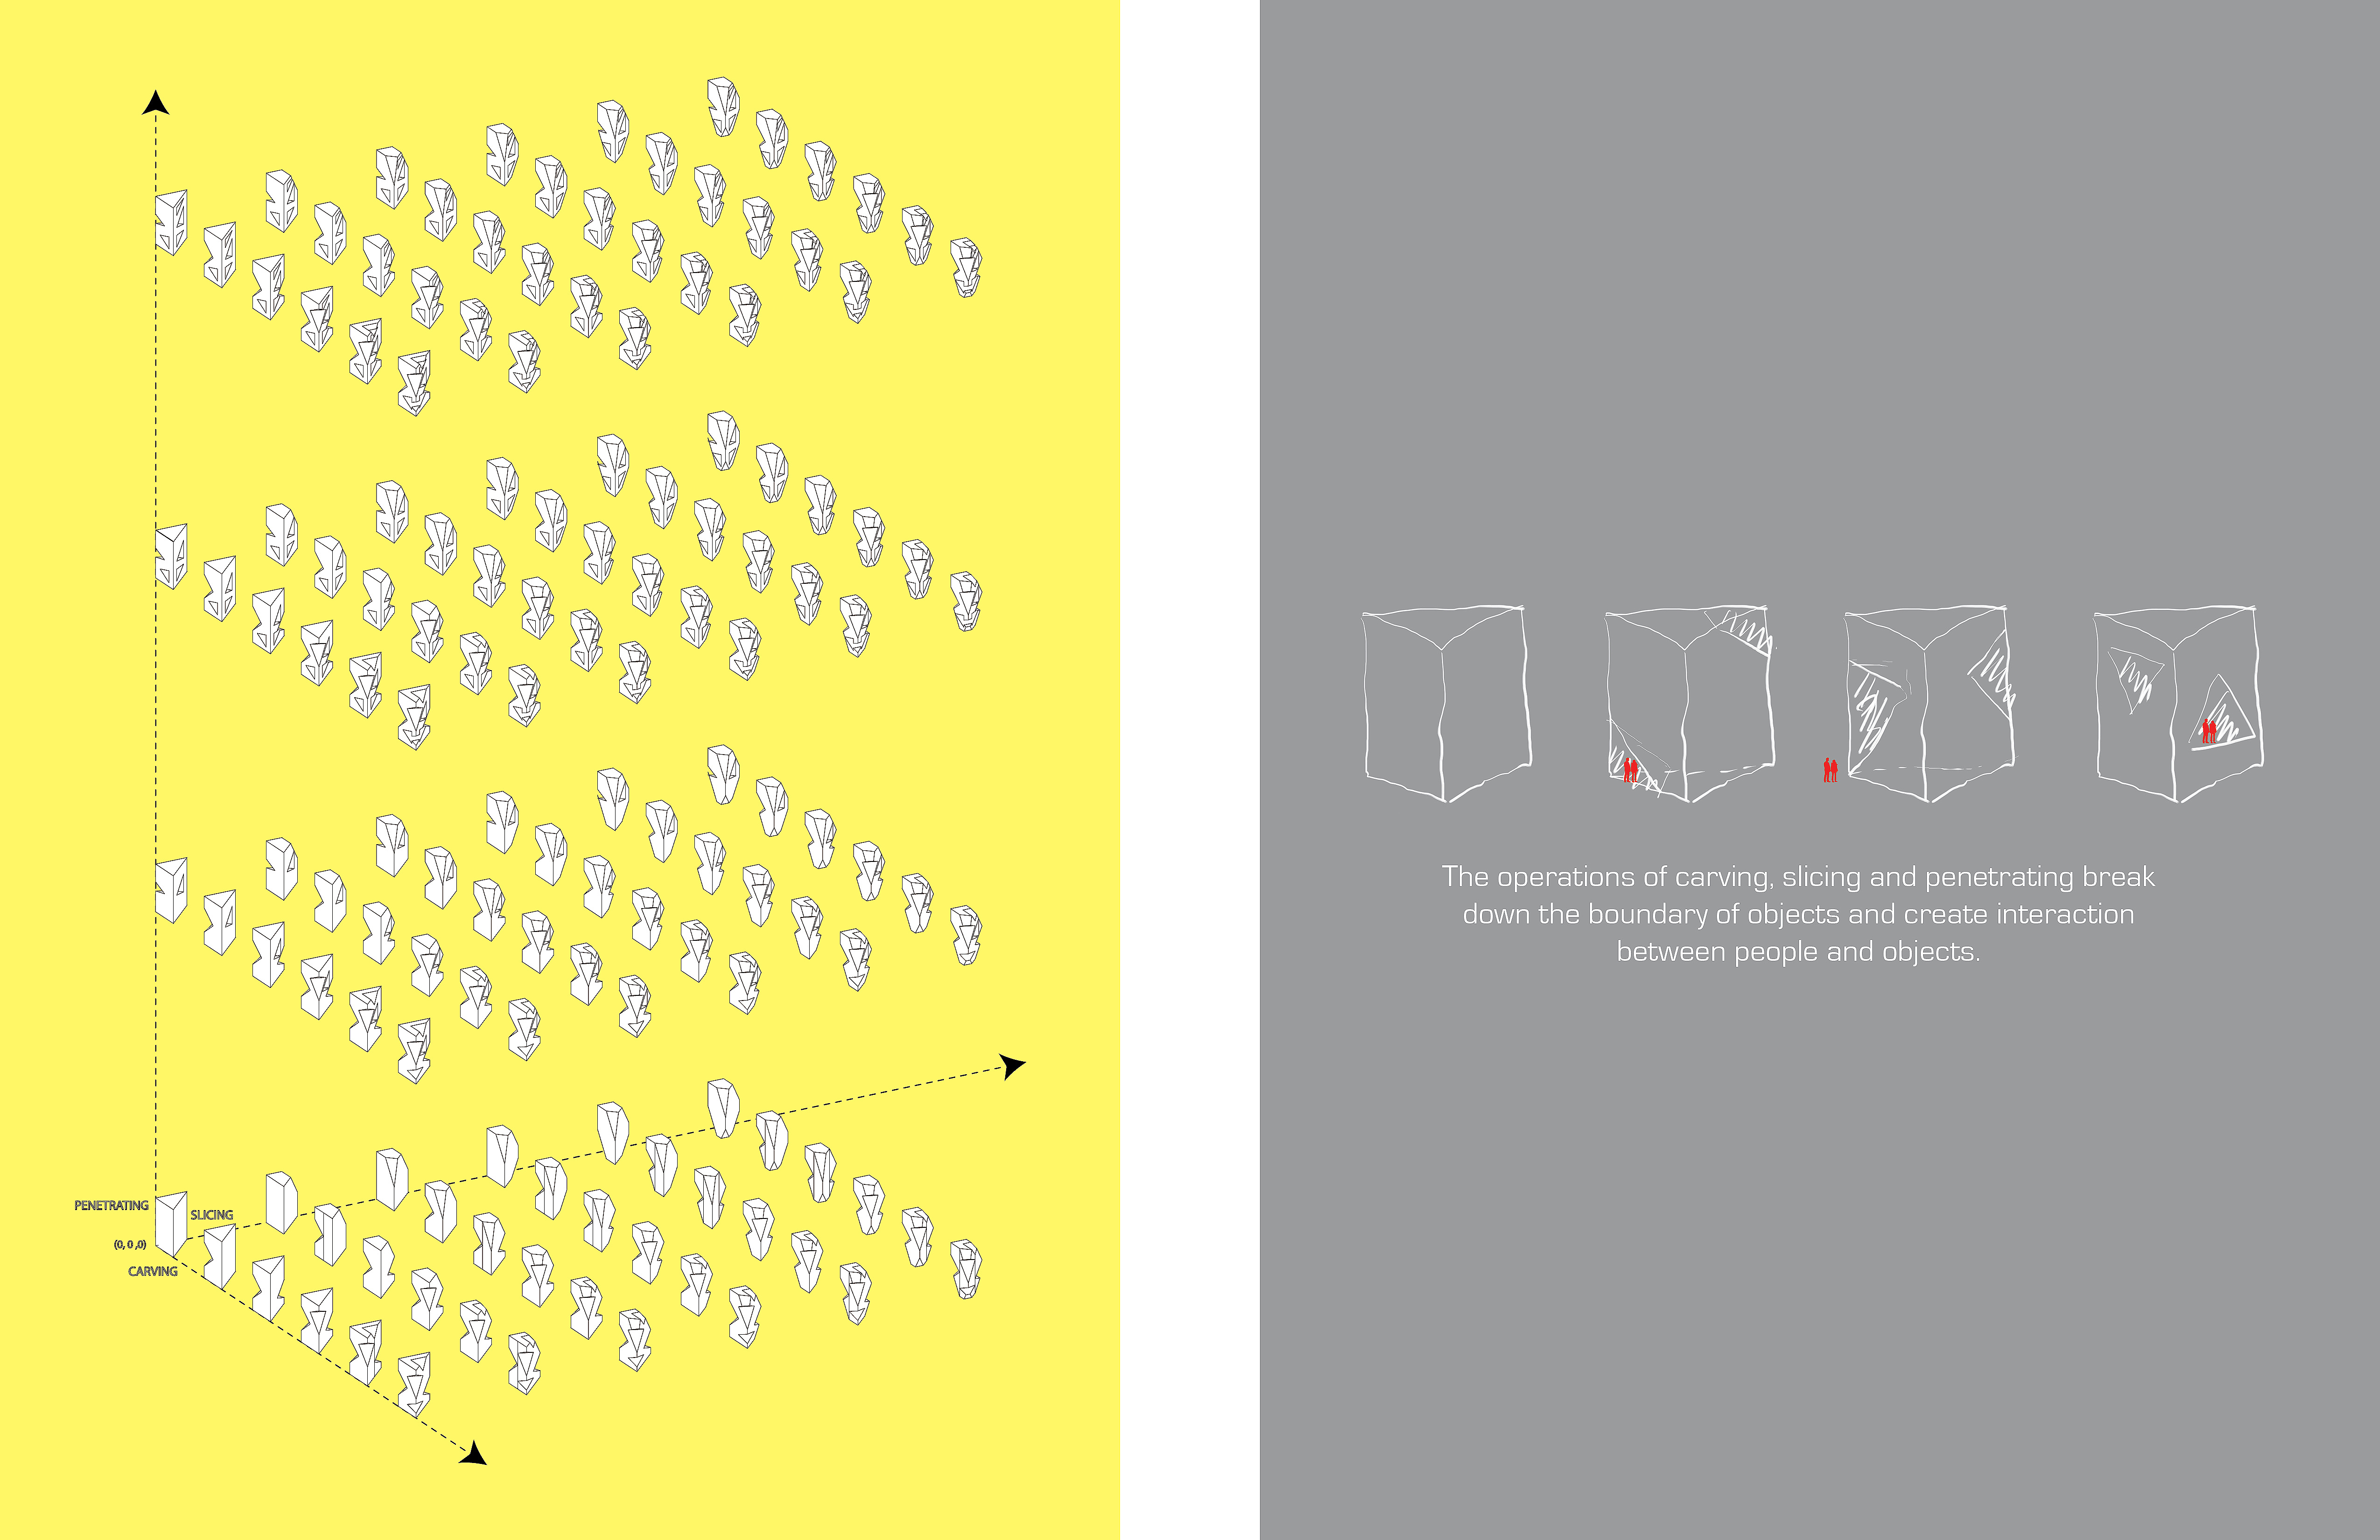 PENETRATING
SLICING
(0, 0 ,0)
CARVING
The operations of carving, slicing and penetrating break
down the boundary of objects and create interaction
between people and objects.